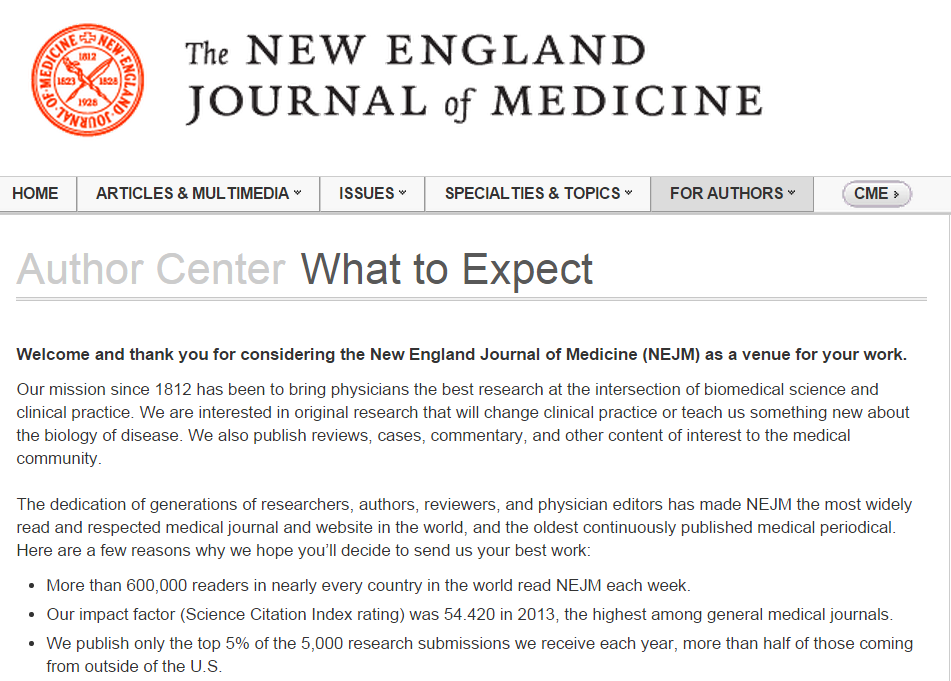 The NEW ENGLAND
JOURNAL of MEDICINE
NEW ENGLAND JOURNAL OF MEDICINE
1812
1823 1828
1928
HOME ARTICLES & MULTIMEDIA ISSUES SPECIALTIES & TOPICS FOR AUTHORS CME
Author Center What to Expect
Welcome and thank you for considering the New England Journal of Medicine (NEJM) as a venue for your work.
Our mission since 1812 has been to bring physicians the best research at the intersection of biomedical science and
clinical practice. We are interested in original research that will change clinical practice or teach us something new about
the biology of disease. We also publish reviews, cases, commentary, and other content of interest to the medical
community.
The dedication of generations of researchers, authors, reviewers, and physician editors has made NEJM the most widely
read and respected medical journal and website in the world, and the oldest continuously published medical periodical.
Here are a few reasons why we hope you’ll decide to send us your best work:
• More than 600,000 readers in nearly every country in the world read NEJM each week.
• Our impact factor (Science Citation Index rating) was 54.420 in 2013, the highest among general medical journals.
• We publish only the top 5% of the 5,000 research submissions we receive each year, more than half of those coming
from outside of the U.S.